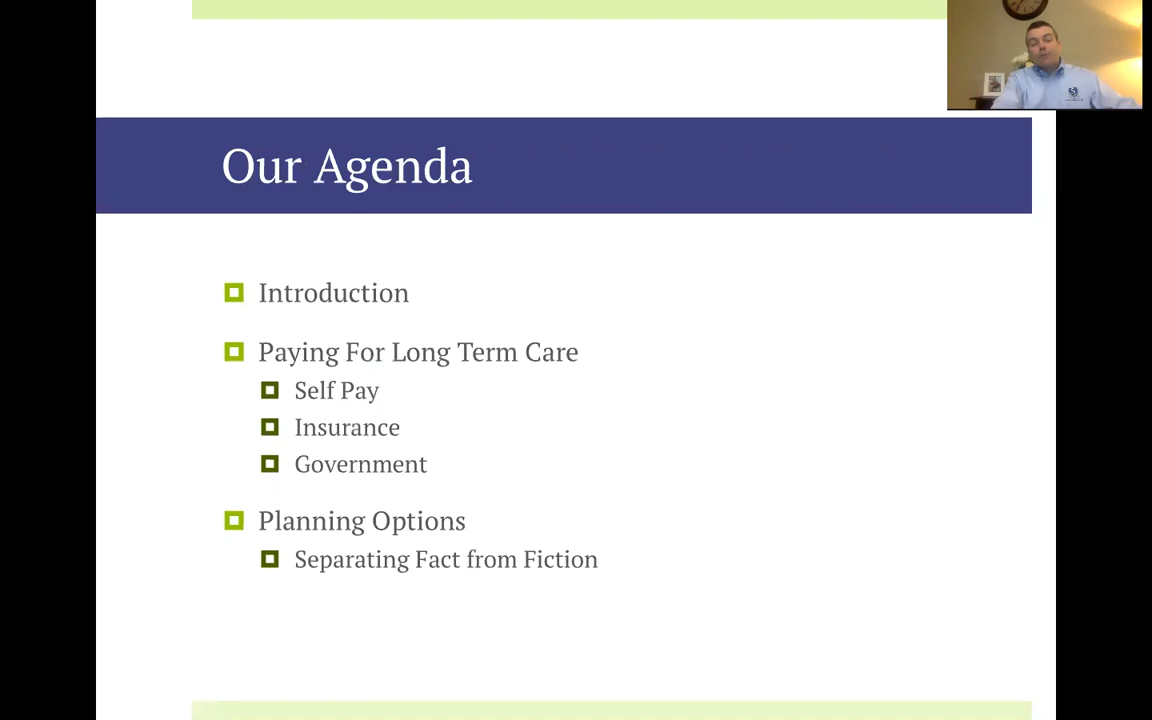 Our Agenda
Introduction
Paying For Long Term Care
Self Pay
Insurance
Government
Planning Options
Separating Fact from Fiction